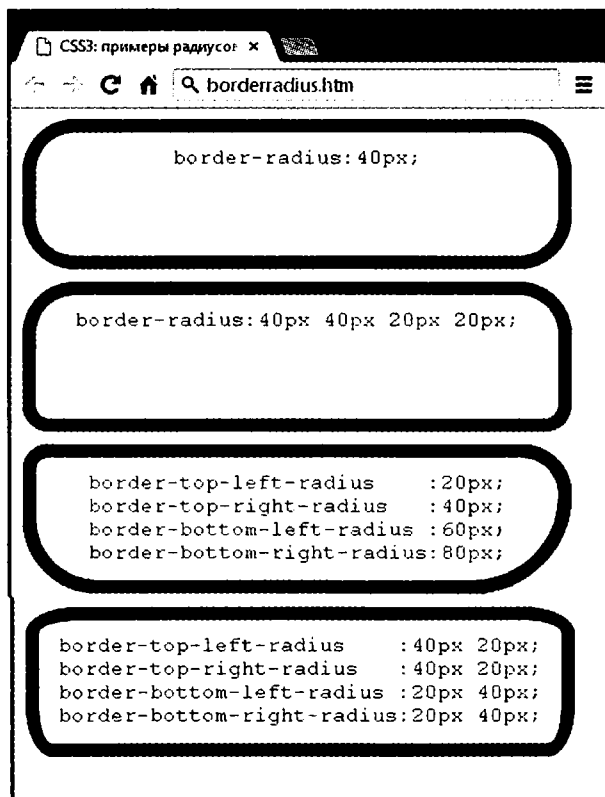 CSS3: примеры радиусов
borderradius.htm
border-radius:40px;
border-radius:40px 40px 20px 20px;
border-top-left-radius    :20px;
border-top-right-radius   :40px;
border-bottom-left-radius :60px;
border-bottom-right-radius:80px;
border-top-left-radius    :40px 20px;
border-top-right-radius   :40px 20px;
border-bottom-left-radius :20px 40px;
border-bottom-right-radius:20px 40px;